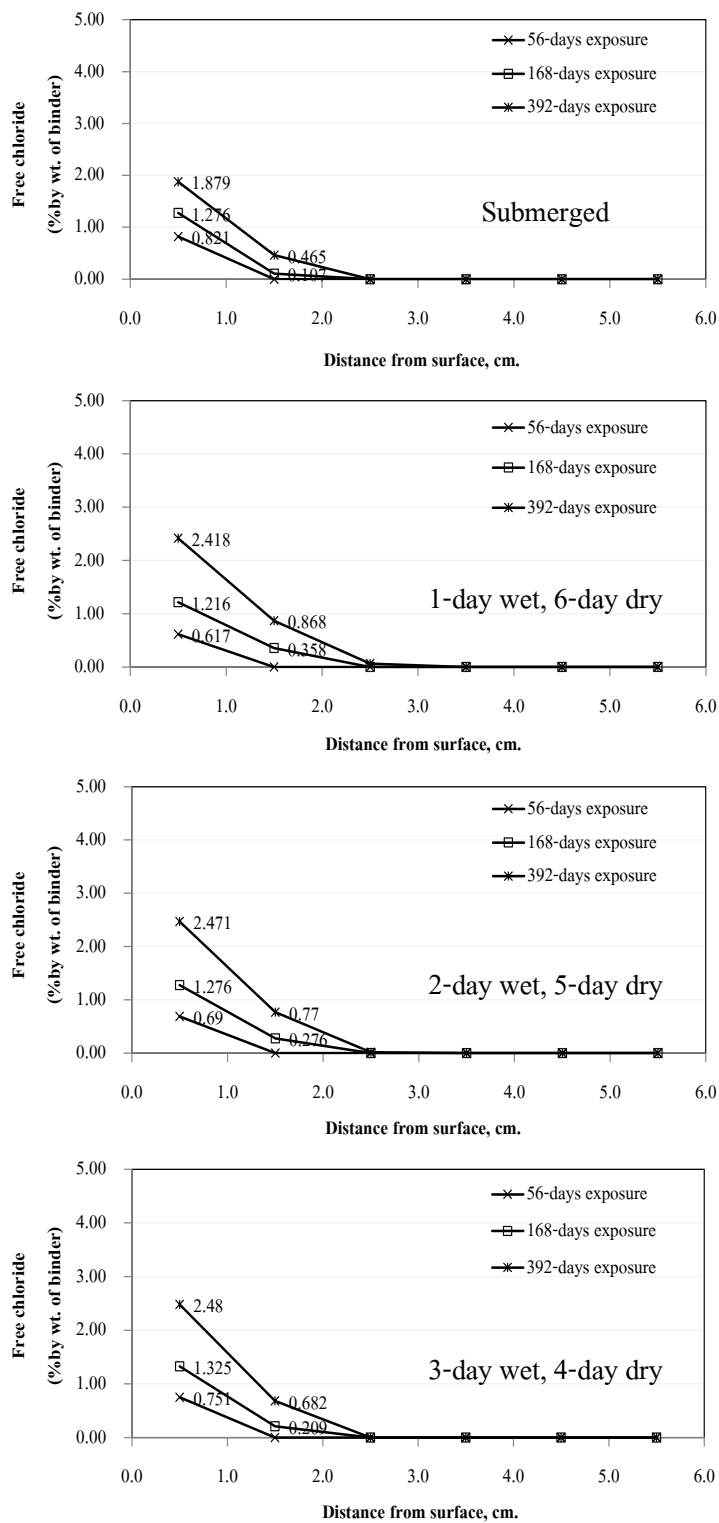 5.00
56-days exposure
4.00
168-days exposure
392-days exposure
3.00
Free chloride
(%by wt. of binder)
2.00
1.879
Submerged
1.276
1.00
0.821
0.465
0.107
0.00
0.0 1.0 2.0 3.0 4.0 5.0 6.0
Distance from surface, cm.
5.00
56-days exposure
4.00
168-days exposure
3.00
392-days exposure
Free chloride
(%by wt. of binder)
2.418
2.00
1.216
1-day wet, 6-day dry
1.00
0.868
0.617
0.358
0.00
0.0 1.0 2.0 3.0 4.0 5.0 6.0
Distance from surface, cm.
5.00
56-days exposure
4.00
168-days exposure
392-days exposure
3.00
Free chloride
(%by wt. of binder)
2.471
2.00
1.276
2-day wet, 5-day dry
1.00
0.77
0.69
0.276
0.00
0.0 1.0 2.0 3.0 4.0 5.0 6.0
Distance from surface, cm.
5.00
56-days exposure
4.00
168-days exposure
392-days exposure
3.00
Free chloride
(%by wt. of binder)
2.48
2.00
1.325
3-day wet, 4-day dry
1.00
0.751
0.682
0.209
0.00
0.0 1.0 2.0 3.0 4.0 5.0 6.0
Distance from surface, cm.